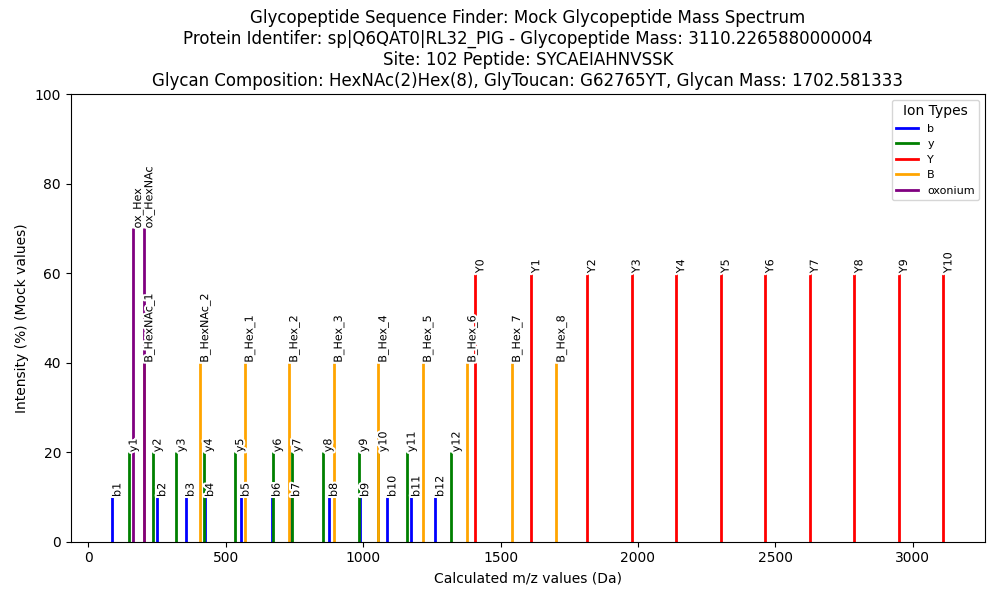 Glycopeptide Sequence Finder: Mock Glycopeptide Mass Spectrum
Protein Identifer: sp|Q6QAT0|RL32_PIG - Glycopeptide Mass: 3110.2265880000004
Site: 102 Peptide: SYCAEIAHNVSSK
Glycan Composition: HexNAc(2)Hex(8), GlyToucan: G62765YT, Glycan Mass: 1702.581333
Intensity (%) (Mock values)
100
80
60
40
20
0
Ion Types
b
y
Y
B
oxonium
ox_Hex
ox_HexNAc
Y0
Y1
Y2
Y3
Y4
Y5
Y6
Y7
Y8
Y9
Y10
B_HexNAc_1
B_HexNAc_2
B_Hex_1
B_Hex_2
B_Hex_3
B_Hex_4
B_Hex_5
B_Hex_6
B_Hex_7
B_Hex_8
y1
y2
y3
y4
y5
y6
y7
y8
y9
y10
y11
y12
b1
b2
b3
b4
b5
b6
b7
b8
b9
b10
b11
b12
0
500
1000
1500
2000
2500
3000
Calculated m/z values (Da)